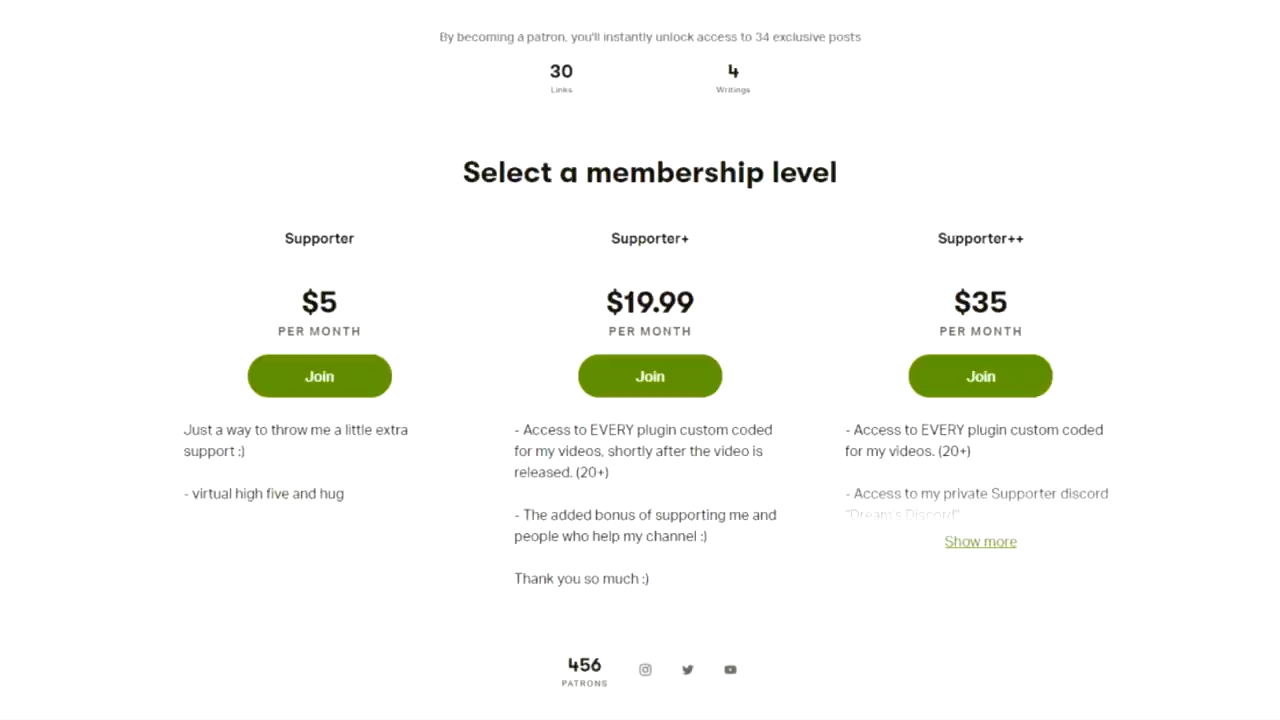 By becoming a patron, you'll instantly unlock access to 34 exclusive posts
30
Links
4
Writings
Select a membership level
Supporter
$5
PER MONTH
Join
Just a way to throw me a little extra
support :)
- virtual high five and hug
Supporter+
$19.99
PER MONTH
Join
- Access to EVERY plugin custom coded
for my videos, shortly after the video is
released. (20+)
- The added bonus of supporting me and
people who help my channel :)
Thank you so much :)
Supporter++
$35
PER MONTH
Join
- Access to EVERY plugin custom coded
for my videos. (20+)
- Access to my private Supporter discord
"Dream's Discord"
Show more
456
PATRONS